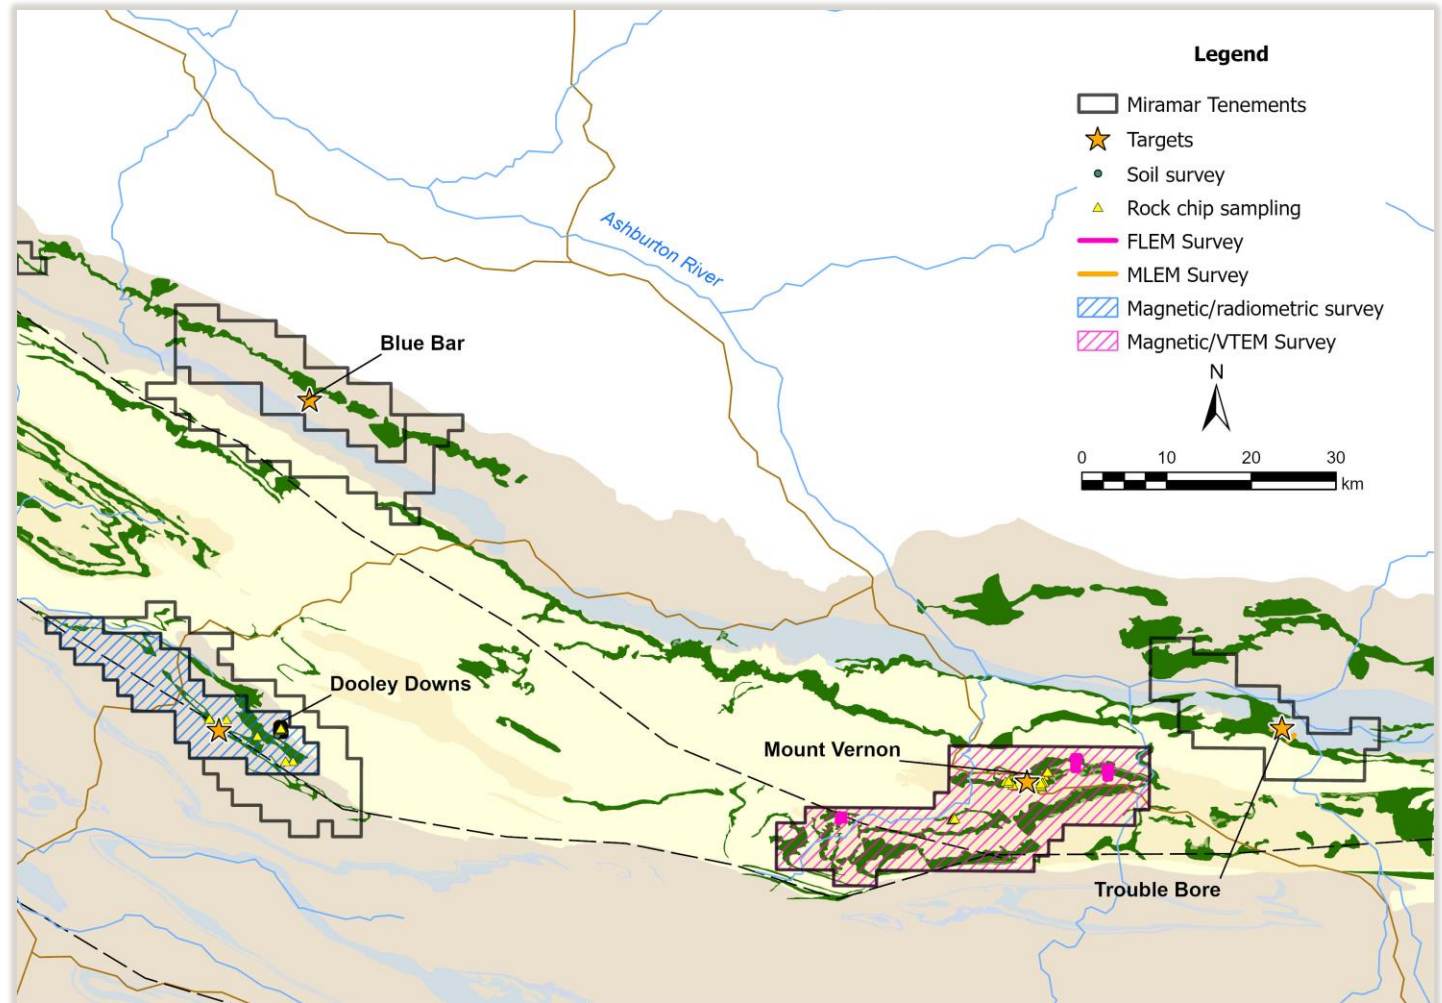 Legend
Miramar Tenements
Targets
Soil survey
Rock chip sampling
FLEM Survey
MLEM Survey
Magnetic/radiometric survey
Magnetic/VTEM Survey
N
0 10 20 30
km
Ashburton River
Blue Bar
Dooley Downs
Mount Vernon
Trouble Bore